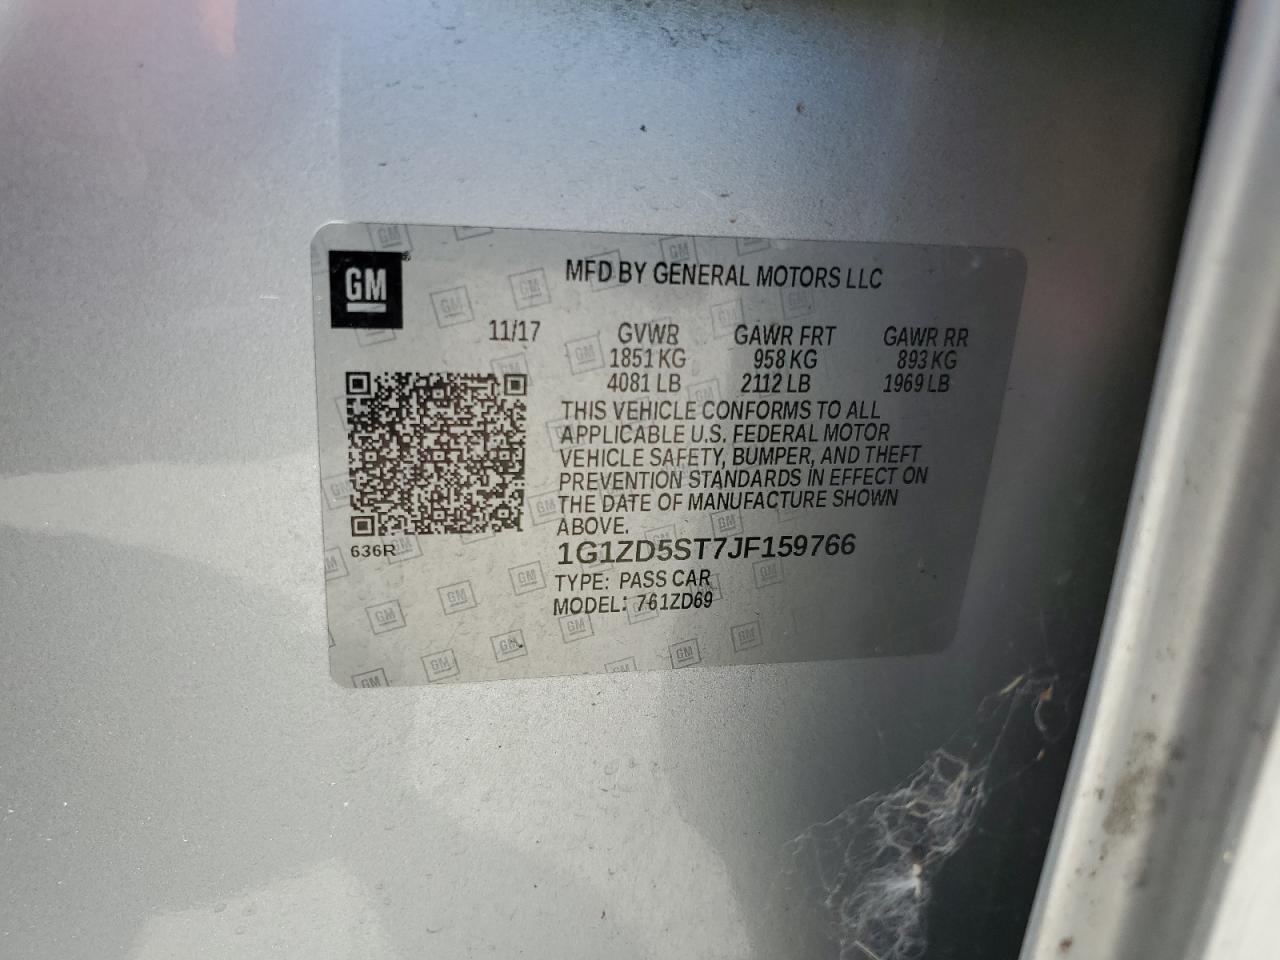 GM
MFD BY GENERAL MOTORS LLC
11/17 GVWR GAWR FRT GAWR RR
1851 KG 958 KG 893 KG
4081 LB 2112 LB 1969 LB
THIS VEHICLE CONFORMS TO ALL
APPLICABLE U.S. FEDERAL MOTOR
VEHICLE SAFETY, BUMPER, AND THEFT
PREVENTION STANDARDS IN EFFECT ON
THE DATE OF MANUFACTURE SHOWN
ABOVE.
636R
1G1ZD5ST7JF159766
TYPE: PASS CAR
MODEL: 761ZD69